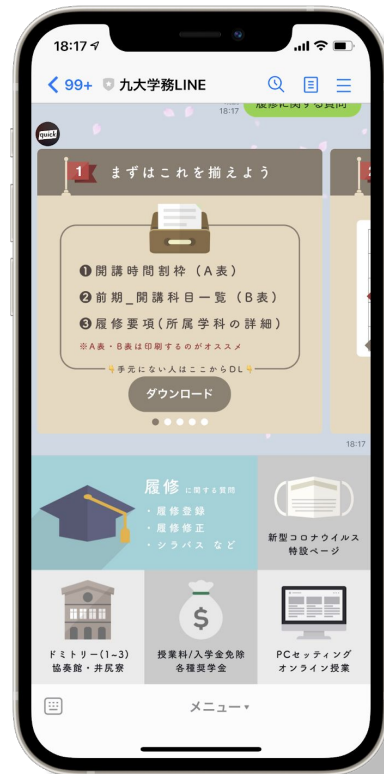 18:17
99+
九大学務LINE
履修に関する質問
18:17
quick
1
まずはこれを揃えよう
❶開講時間割枠（A表）
❷前期_開講科目一覧（B表）
❸履修要項(所属学科の詳細)
※A表・B表は印刷するのがオススメ
手元にない人はここからDL
ダウンロード
18:17
履修 に関する質問
・履修登録
・履修修正
・シラバス など
新型コロナウイルス
特設ページ
$
ドミトリー(1~3)
協奏館・井尻寮
授業料/入学金免除
各種奨学金
PCセッティング
オンライン授業
メニュー▾